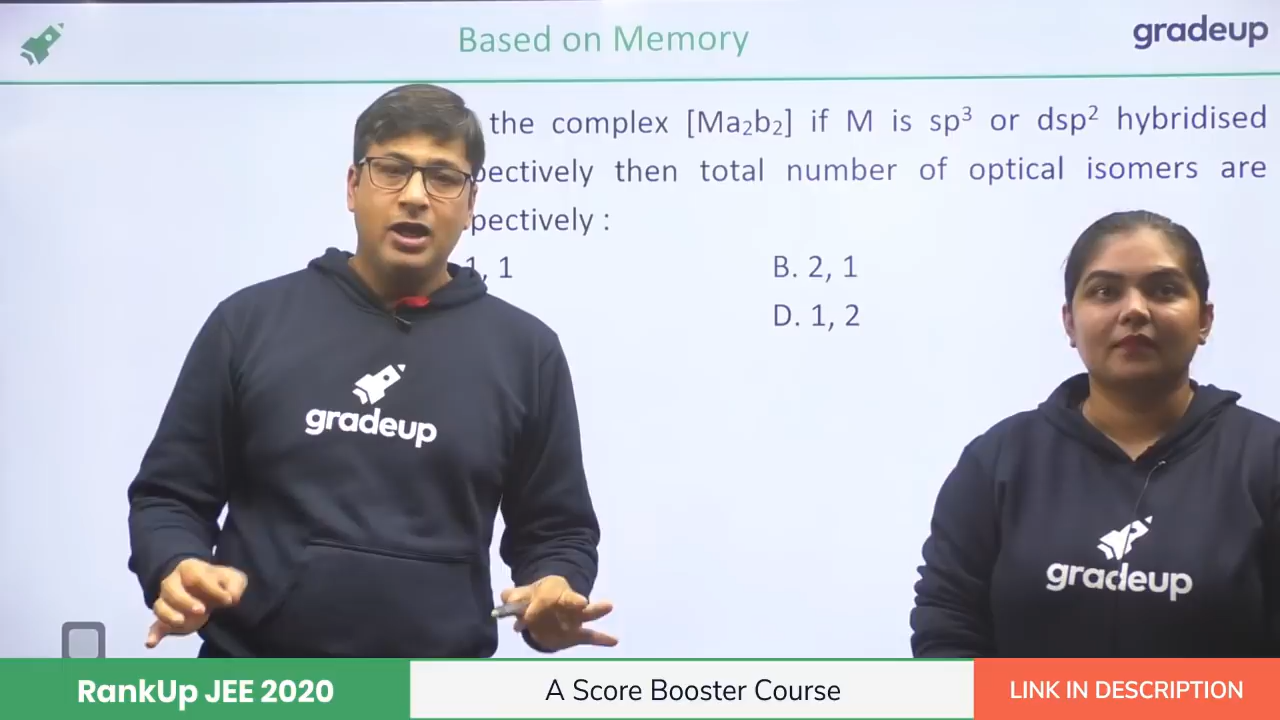 Based on Memory
gradeup
the complex [Ma₂b₂] if M is sp³ or dsp² hybridised
pectively then total number of optical isomers are
pectively :
1, 1
B. 2, 1
D. 1, 2
gradeup
gradeup
RankUp JEE 2020
A Score Booster Course
LINK IN DESCRIPTION